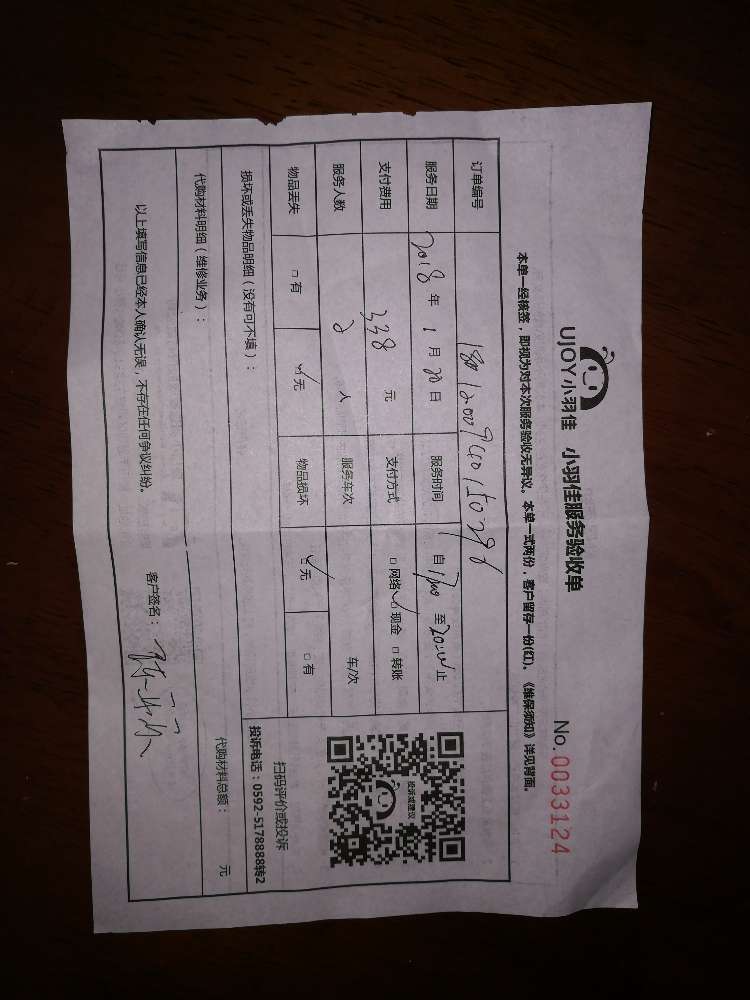 UJOY小羽佳 小羽佳服务验收单 No. 0033124
本单一经核签，即视为对本次服务验收无异议。本单一式两份，客户留存一份(红)。《维保须知》详见背面。
订单编号
服务日期 2018 年 1 月 20 日 服务时间 自 至 止
支付费用 338 元 支付方式 □ 网络 ☑ 现金 □ 转账
服务人数 2 人 服务车次 车/次
物品丢失 □ 有 ☑ 无 物品损坏 ☑ 无 □ 有
投诉或建议
扫码评价或投诉
投诉电话：0592-5178888转2
损坏或丢失物品明细（没有可不填）：
代购材料明细（维修业务）： 代购材料总额： 元
以上填写信息已经本人确认无误，不存在任何争议纠纷。 客户签名：